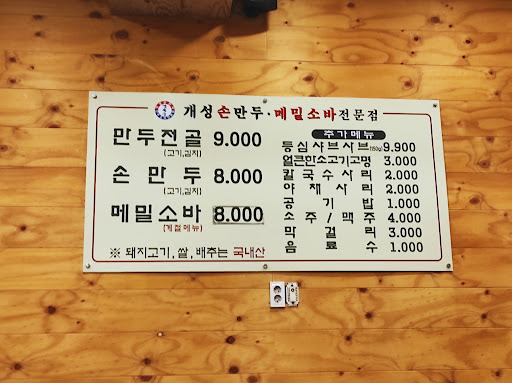 개성손만두·메밀소바전문점
만두전골 9.000
(고기,김치)
손만두 8.000
(고기,김치)
메밀소바 8.000
(계절메뉴)
※ 돼지고기, 쌀, 배추는 국내산
추가메뉴
등심샤브샤브(150g) 9.900
얼큰한소고기고명 3.000
칼국수사리 2.000
야채사리 2.000
공기밥 1.000
소주/맥주 4.000
막걸리 3.000
음료수 1.000